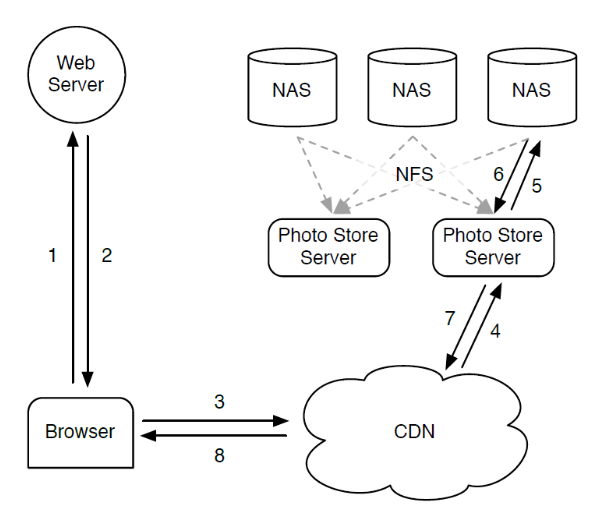 Web
Server
NAS
NAS
NAS
NFS
6
5
Photo Store
Server
Photo Store
Server
1
2
7
4
Browser
3
8
CDN